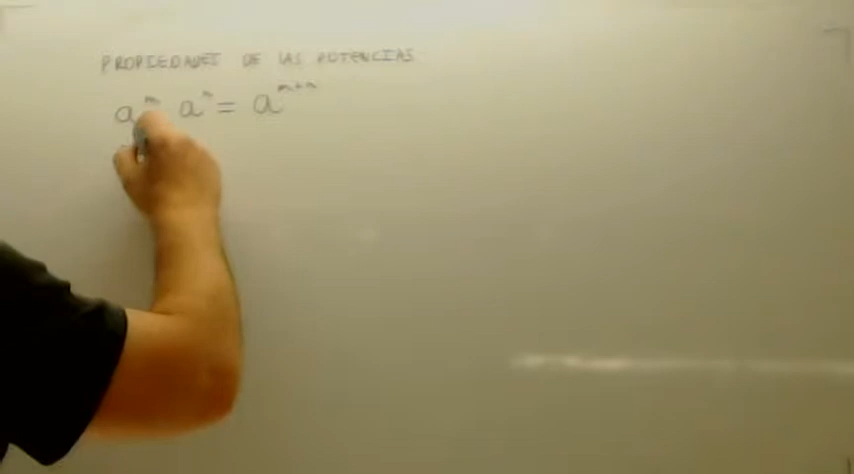 PROPIEDADES DE LAS POTENCIAS
aᵐ aⁿ = aᵐ⁺ⁿ